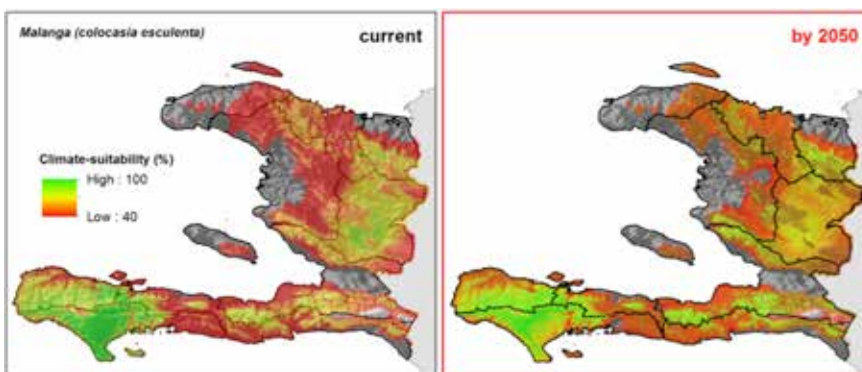 Malanga (colocasia esculenta)
current
Climate-suitability (%)
High : 100
Low : 40
by 2050